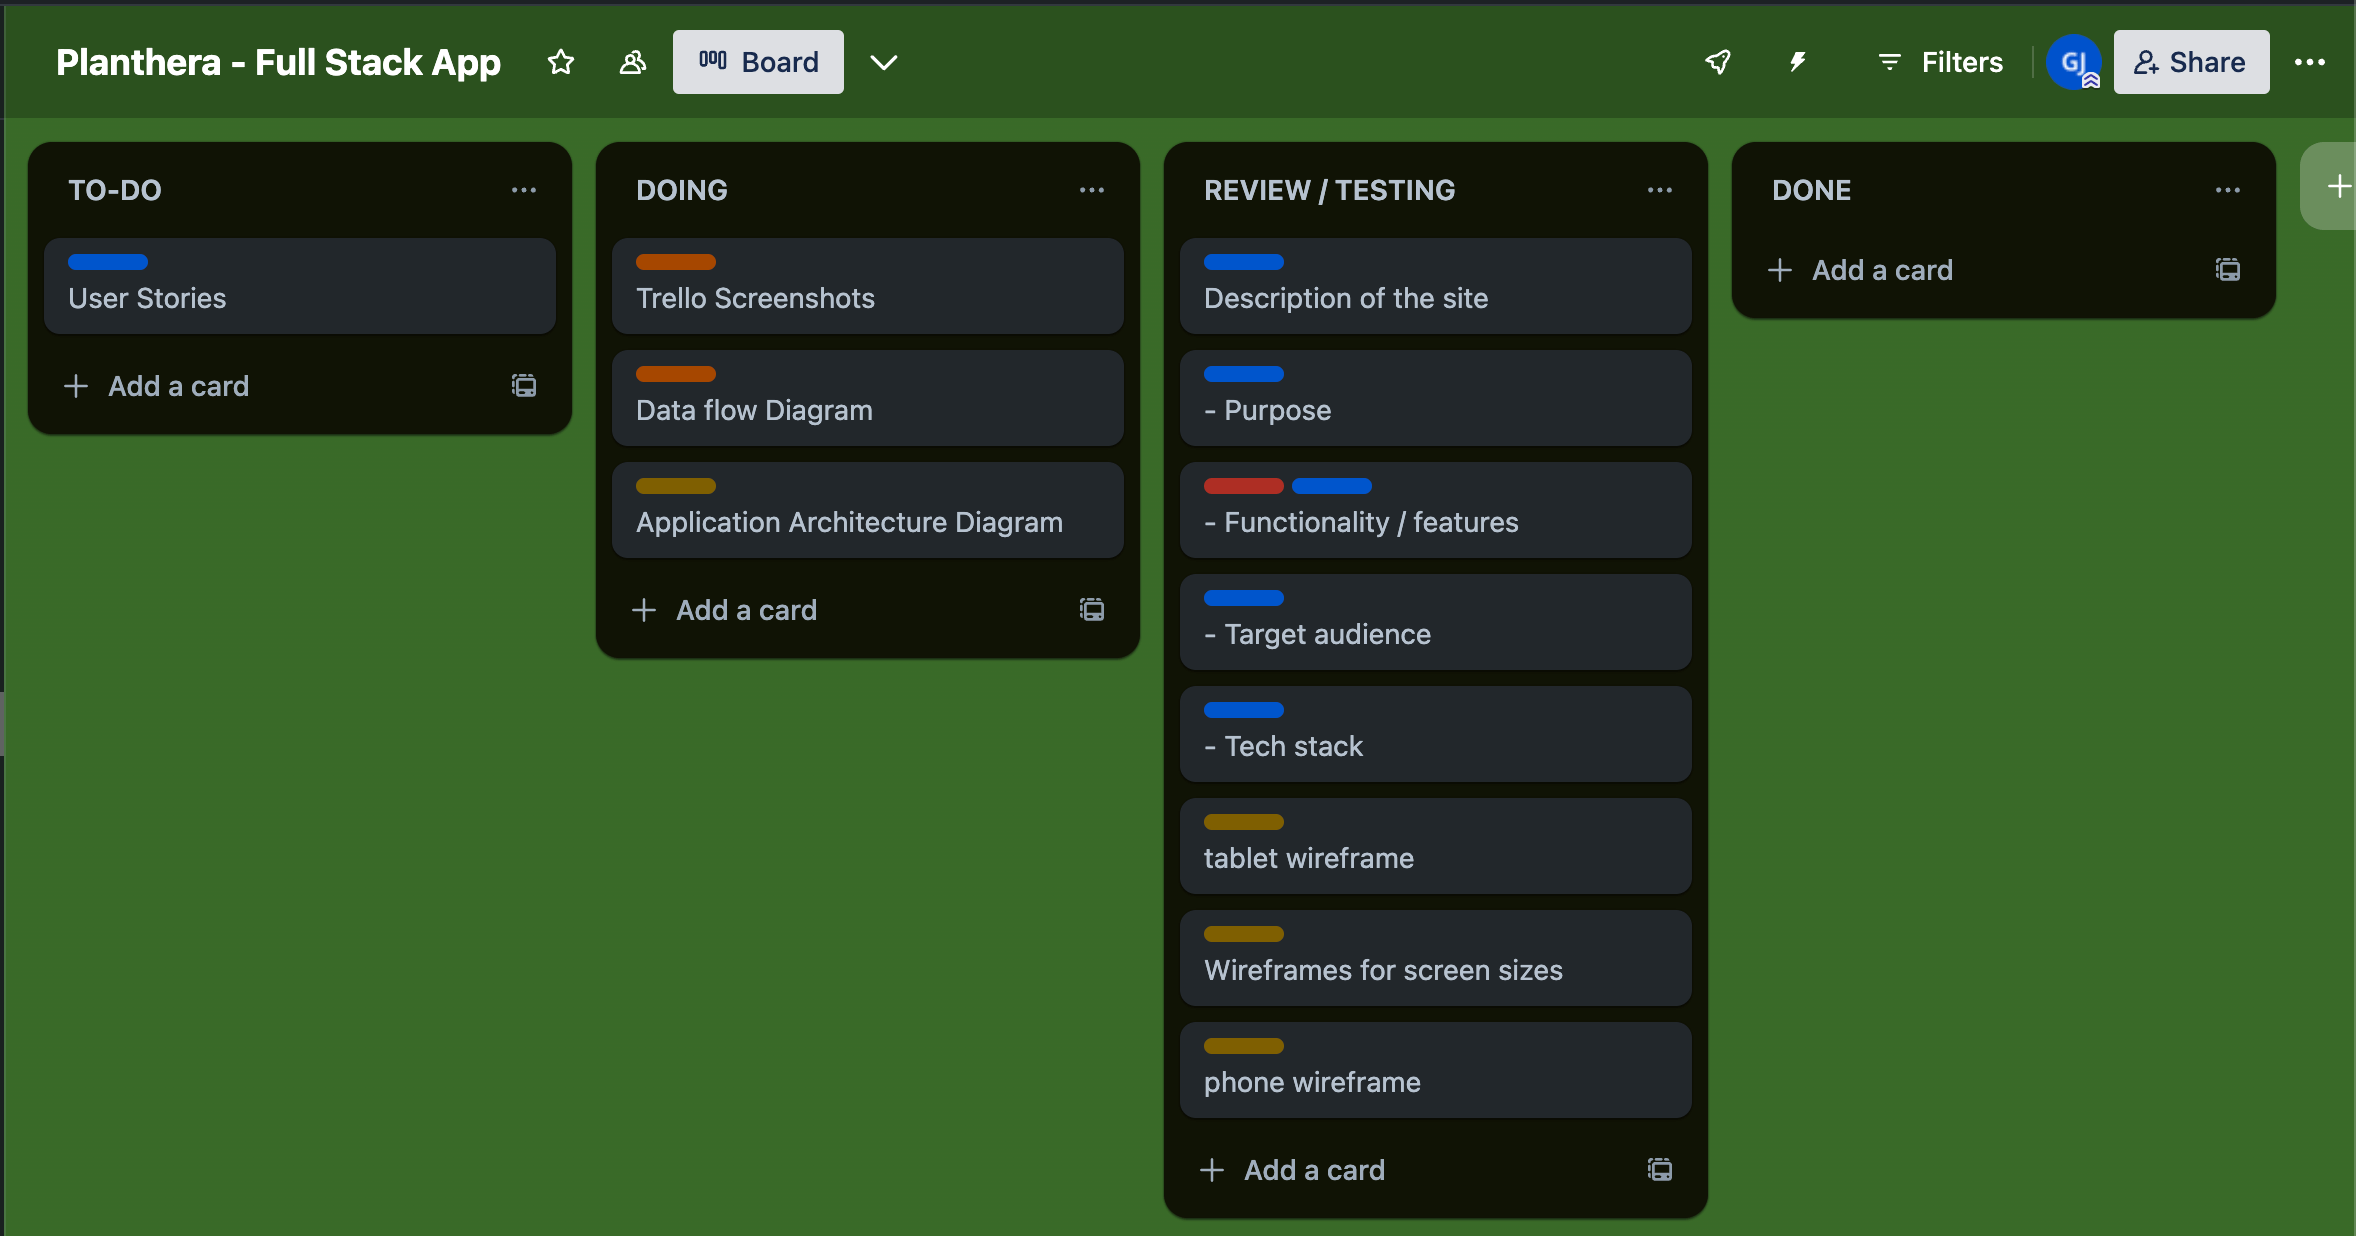 Planthera - Full Stack App
Board
Filters
GJ
Share
TO-DO
User Stories
Add a card
DOING
Trello Screenshots
Data flow Diagram
Application Architecture Diagram
Add a card
REVIEW / TESTING
Description of the site
- Purpose
- Functionality / features
- Target audience
- Tech stack
tablet wireframe
Wireframes for screen sizes
phone wireframe
Add a card
DONE
Add a card